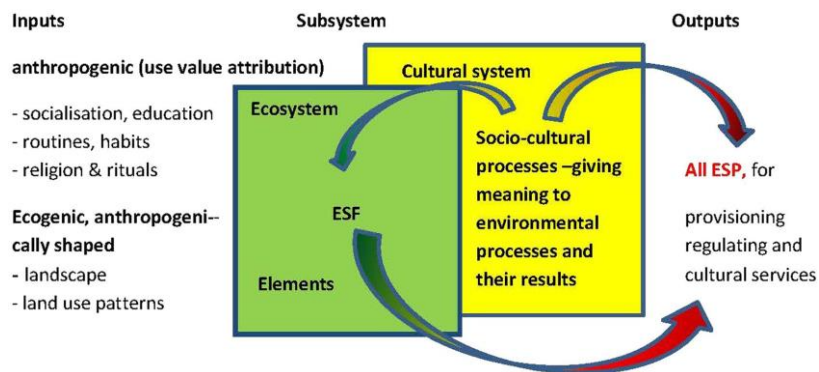 Inputs
Subsystem
Outputs
anthropogenic (use value attribution)
- socialisation, education
- routines, habits
- religion & rituals
Ecogenic, anthropogeni--
cally shaped
- landscape
- land use patterns
Cultural system
Ecosystem
ESF
Elements
Socio-cultural
processes –giving
meaning to
environmental
processes and
their results
All ESP, for
provisioning
regulating and
cultural services